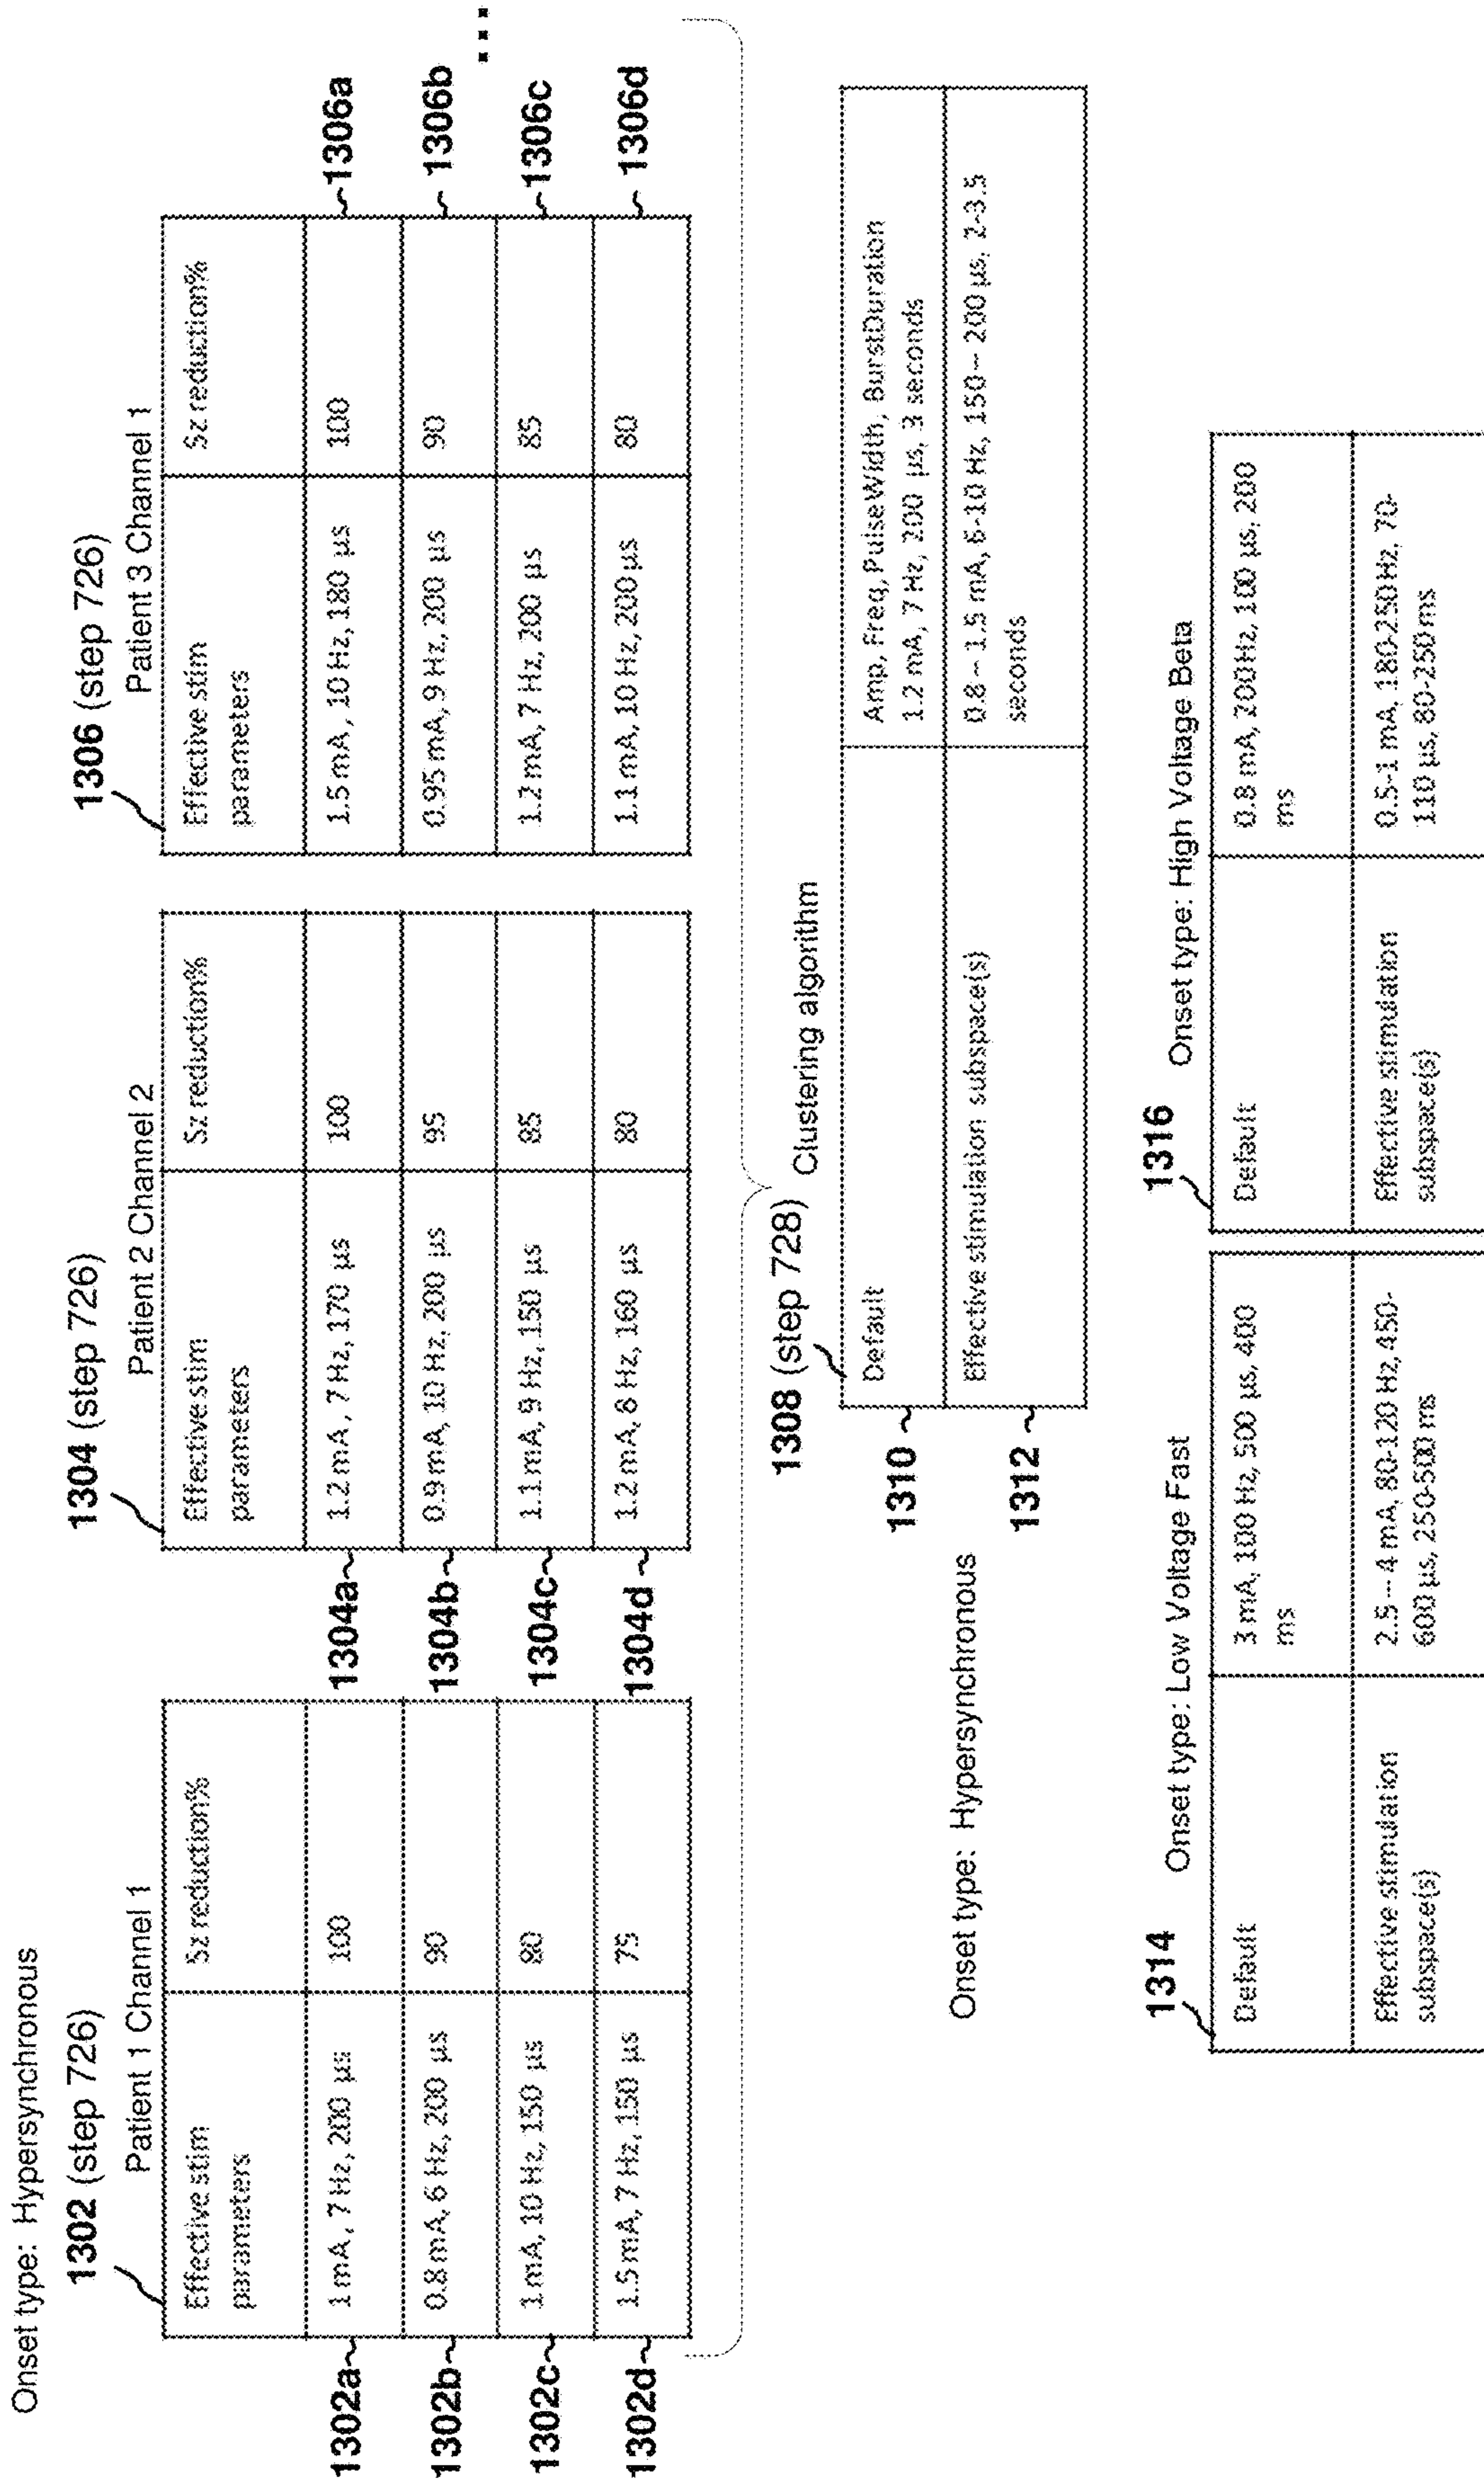 Onset type: Hypersynchronous
1302 (step 726)
Patient 1 Channel 1
Effective stim
parameters
Sz reduction%
1302a
1 mA, 7 Hz, 200 µs
100
1302b
0.8 mA, 6 Hz, 200 µs
90
1302c
1 mA, 10 Hz, 150 µs
80
1302d
1.5 mA, 7 Hz, 150 µs
75
1304 (step 726)
Patient 2 Channel 2
Effective stim
parameters
Sz reduction%
1304a
1.2 mA, 7 Hz, 170 µs
100
1304b
0.9 mA, 10 Hz, 200 µs
95
1304c
1.1 mA, 9 Hz, 150 µs
85
1304d
1.2 mA, 8 Hz, 160 µs
80
1306 (step 726)
Patient 3 Channel 1
Effective stim
parameters
Sz reduction%
1.5 mA, 10 Hz, 180 µs
100
1306a
0.95 mA, 9 Hz, 200 µs
90
1306b
1.2 mA, 7 Hz, 200 µs
85
1306c
1.1 mA, 10 Hz, 200 µs
80
1306d
...
1308 (step 728)
Clustering algorithm
Onset type: Hypersynchronous
1310
Default
Amp, Freq, PulseWidth, BurstDuration
1.2 mA, 7 Hz, 200 µs, 3 seconds
1312
Effective stimulation subspace(s)
0.8 – 1.5 mA, 6-10 Hz, 150 – 200 µs, 2-3.5
seconds
1314
Onset type: Low Voltage Fast
Default
3 mA, 100 Hz, 500 µs, 400
ms
Effective stimulation
subspace(s)
2.5 – 4 mA, 80-120 Hz, 450-
600 µs, 250-500 ms
1316
Onset type: High Voltage Beta
Default
0.8 mA, 200 Hz, 100 µs, 200
ms
Effective stimulation
subspace(s)
0.5-1 mA, 180-250 Hz, 70-
110 µs, 80-250 ms